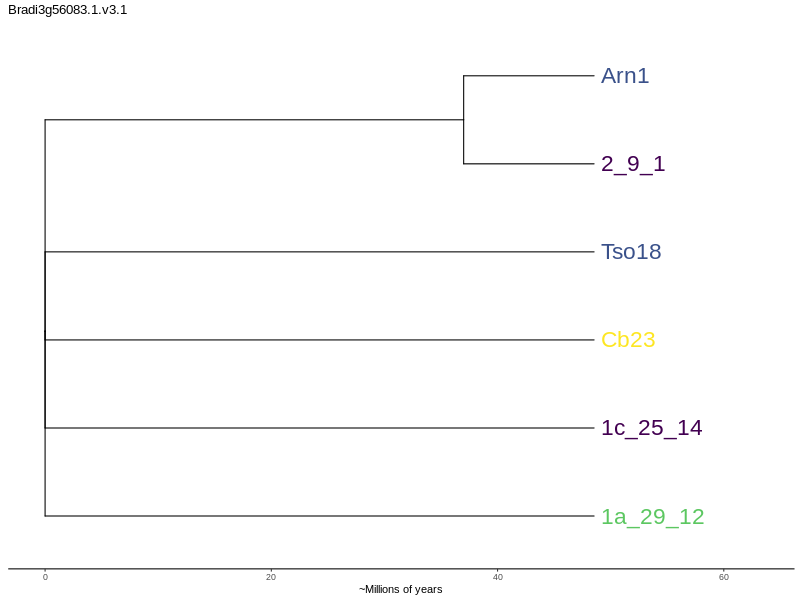 Bradi3g56083.1.v3.1
Arn1
2_9_1
Tso18
Cb23
1c_25_14
1a_29_12
0 20 40 60
~Millions of years